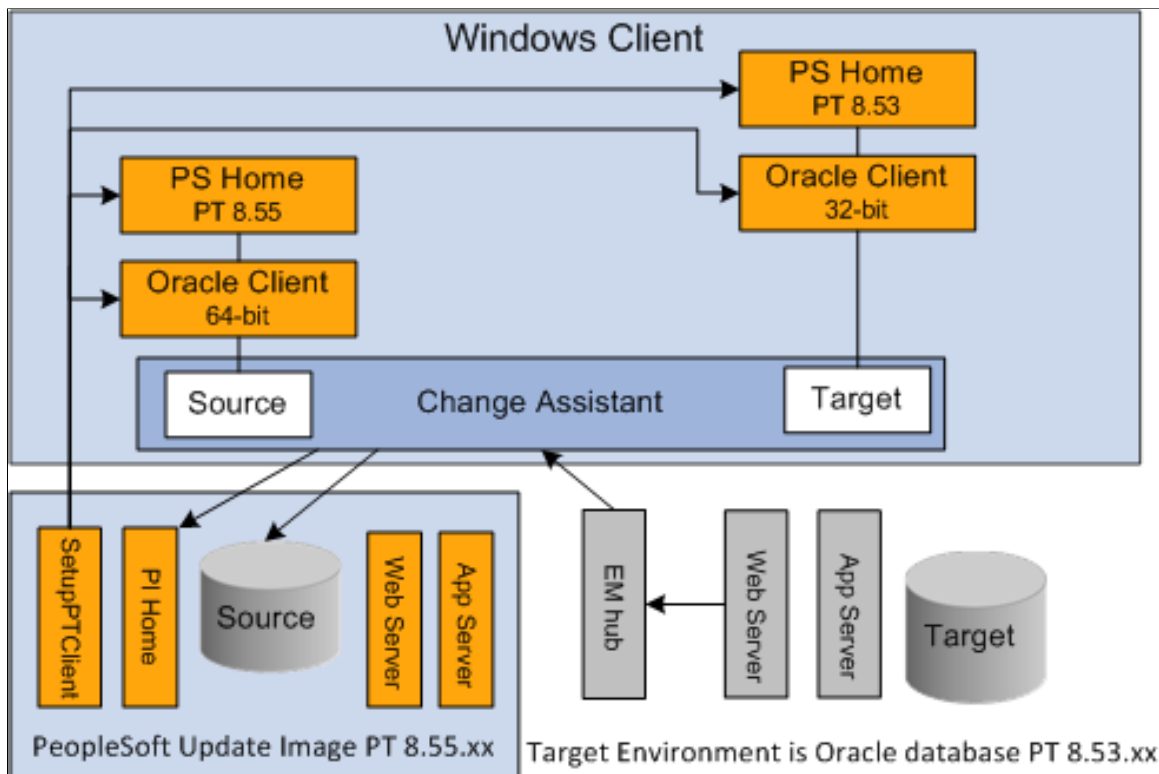 Windows Client
PS Home
PT 8.53
PS Home
PT 8.55
Oracle Client
32-bit
Oracle Client
64-bit
Source
Change Assistant
Target
SetupPTClient
PI Home
Source
Web Server
App Server
EM hub
Web Server
App Server
Target
PeopleSoft Update Image PT 8.55.xx
Target Environment is Oracle database PT 8.53.xx